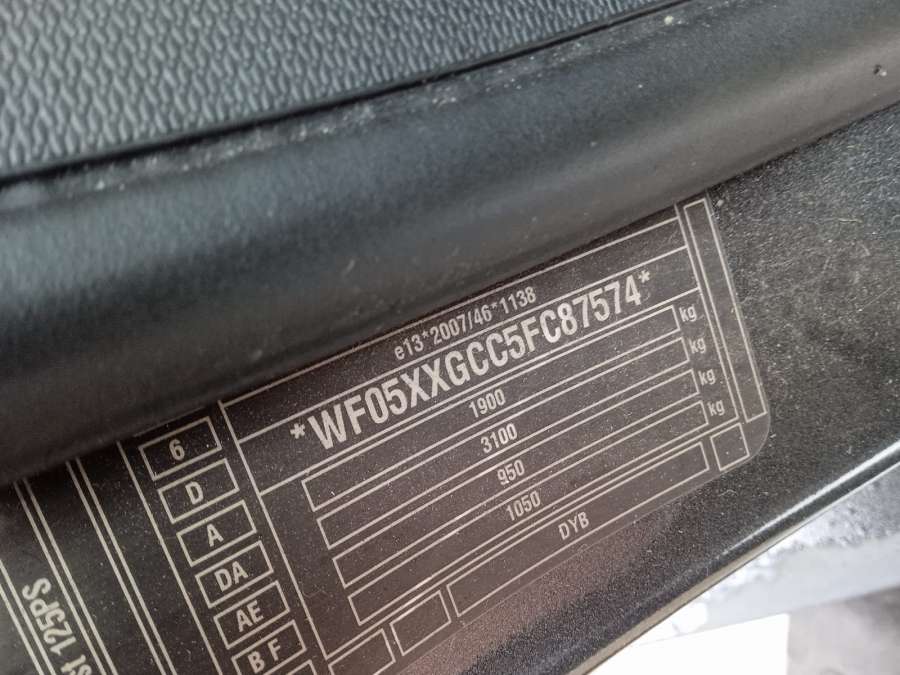 e13*2007/46*1138
*WF05XXGCC5FC87574*
1900 kg
3100 kg
950 kg
1050 kg
DYB
6
D
A
DA
AE
B F
125PS